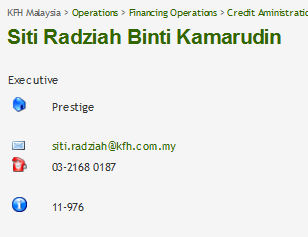 KFH Malaysia > Operations > Financing Operations > Credit Aministratio
Siti Radziah Binti Kamarudin
Executive
Prestige
siti.radziah@kfh.com.my
03-2168 0187
11-976